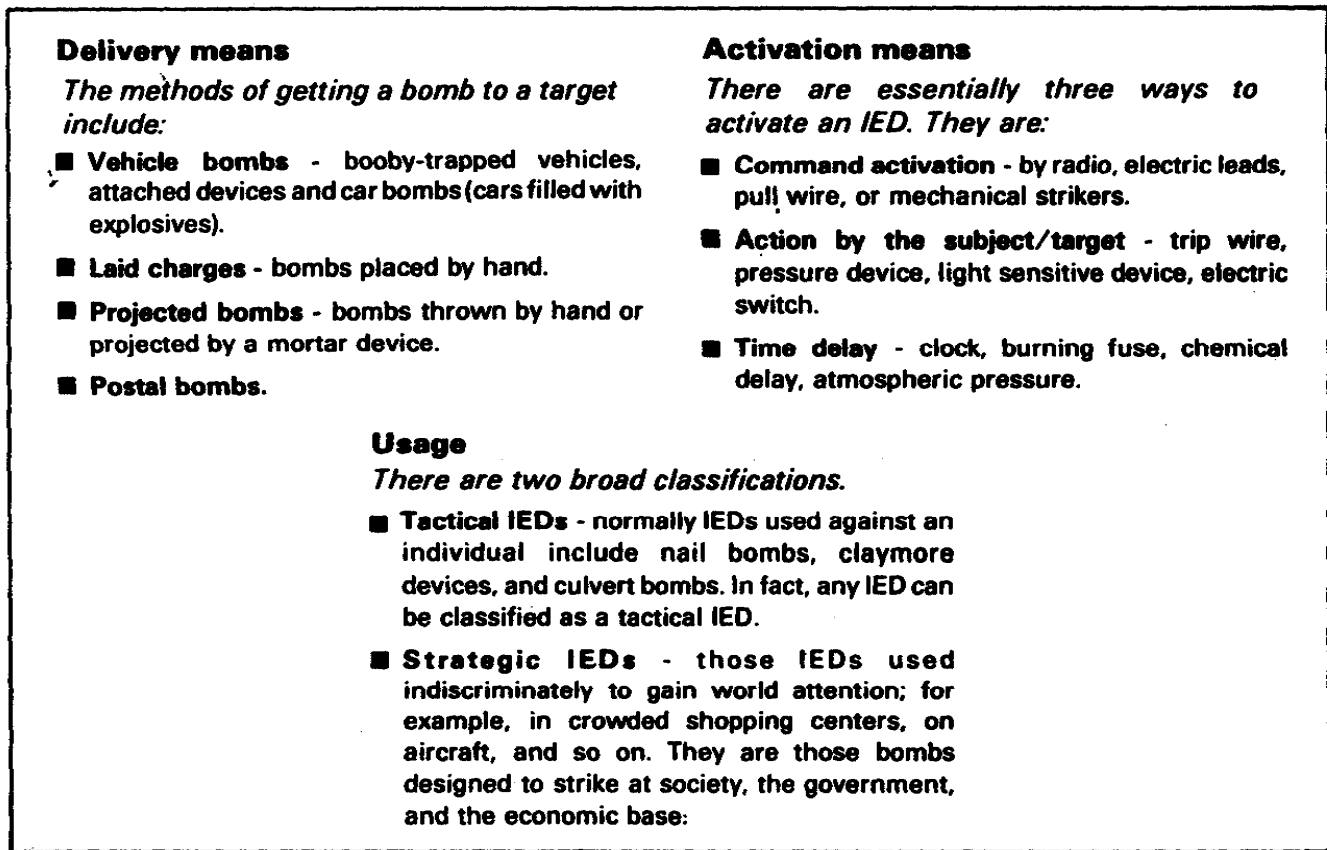 Delivery means
The methods of getting a bomb to a target
include:
■ Vehicle bombs - booby-trapped vehicles,
attached devices and car bombs (cars filled with
explosives).
■ Laid charges - bombs placed by hand.
■ Projected bombs - bombs thrown by hand or
projected by a mortar device.
■ Postal bombs.
Activation means
There are essentially three ways to
activate an IED. They are:
■ Command activation - by radio, electric leads,
pull wire, or mechanical strikers.
■ Action by the subject/target - trip wire,
pressure device, light sensitive device, electric
switch.
■ Time delay - clock, burning fuse, chemical
delay, atmospheric pressure.
Usage
There are two broad classifications.
■ Tactical IEDs - normally IEDs used against an
individual include nail bombs, claymore
devices, and culvert bombs. In fact, any IED can
be classified as a tactical IED.
■ Strategic IEDs - those IEDs used
indiscriminately to gain world attention; for
example, in crowded shopping centers, on
aircraft, and so on. They are those bombs
designed to strike at society, the government,
and the economic base: